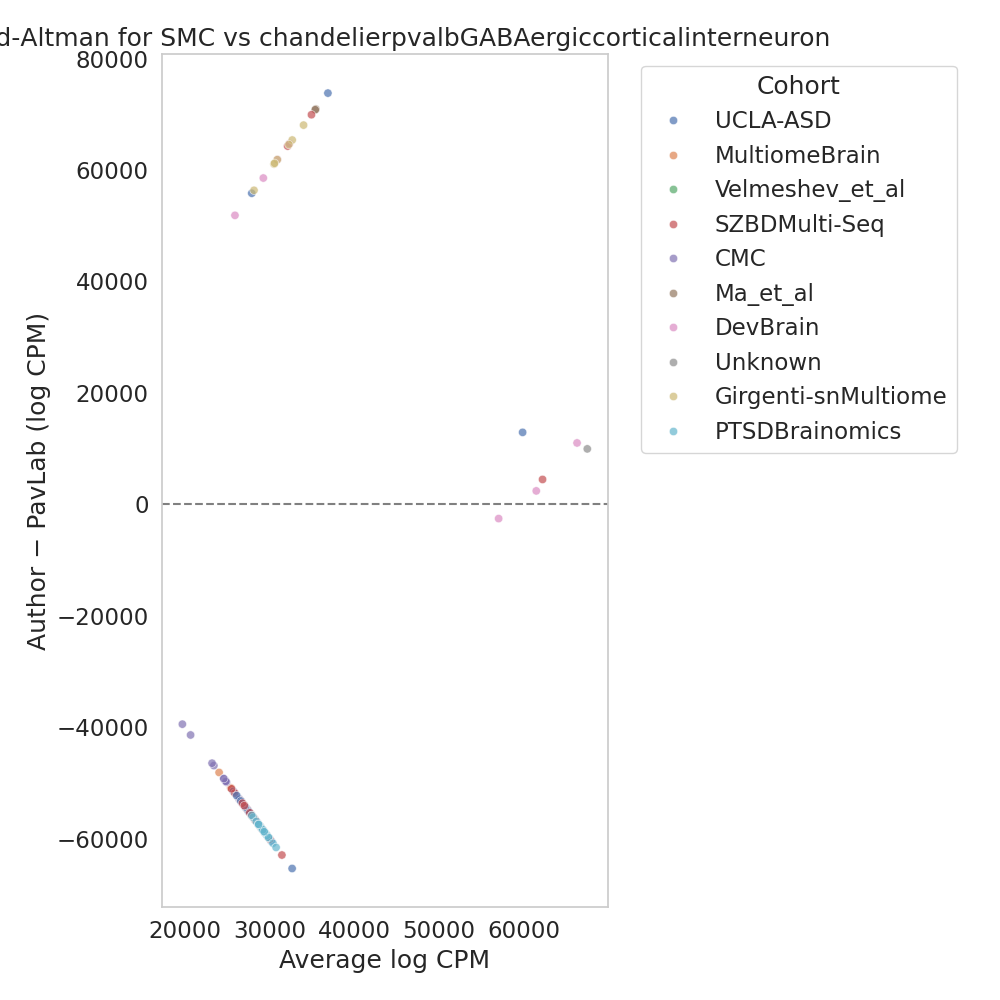 d-Altman for SMC vs chandelierpvalbGABAergiccorticalinterneuron
80000
60000
40000
20000
0
−20000
−40000
−60000
Author − PavLab (log CPM)
20000 30000 40000 50000 60000
Average log CPM
Cohort
UCLA-ASD
MultiomeBrain
Velmeshev_et_al
SZBDMulti-Seq
CMC
Ma_et_al
DevBrain
Unknown
Girgenti-snMultiome
PTSDBrainomics